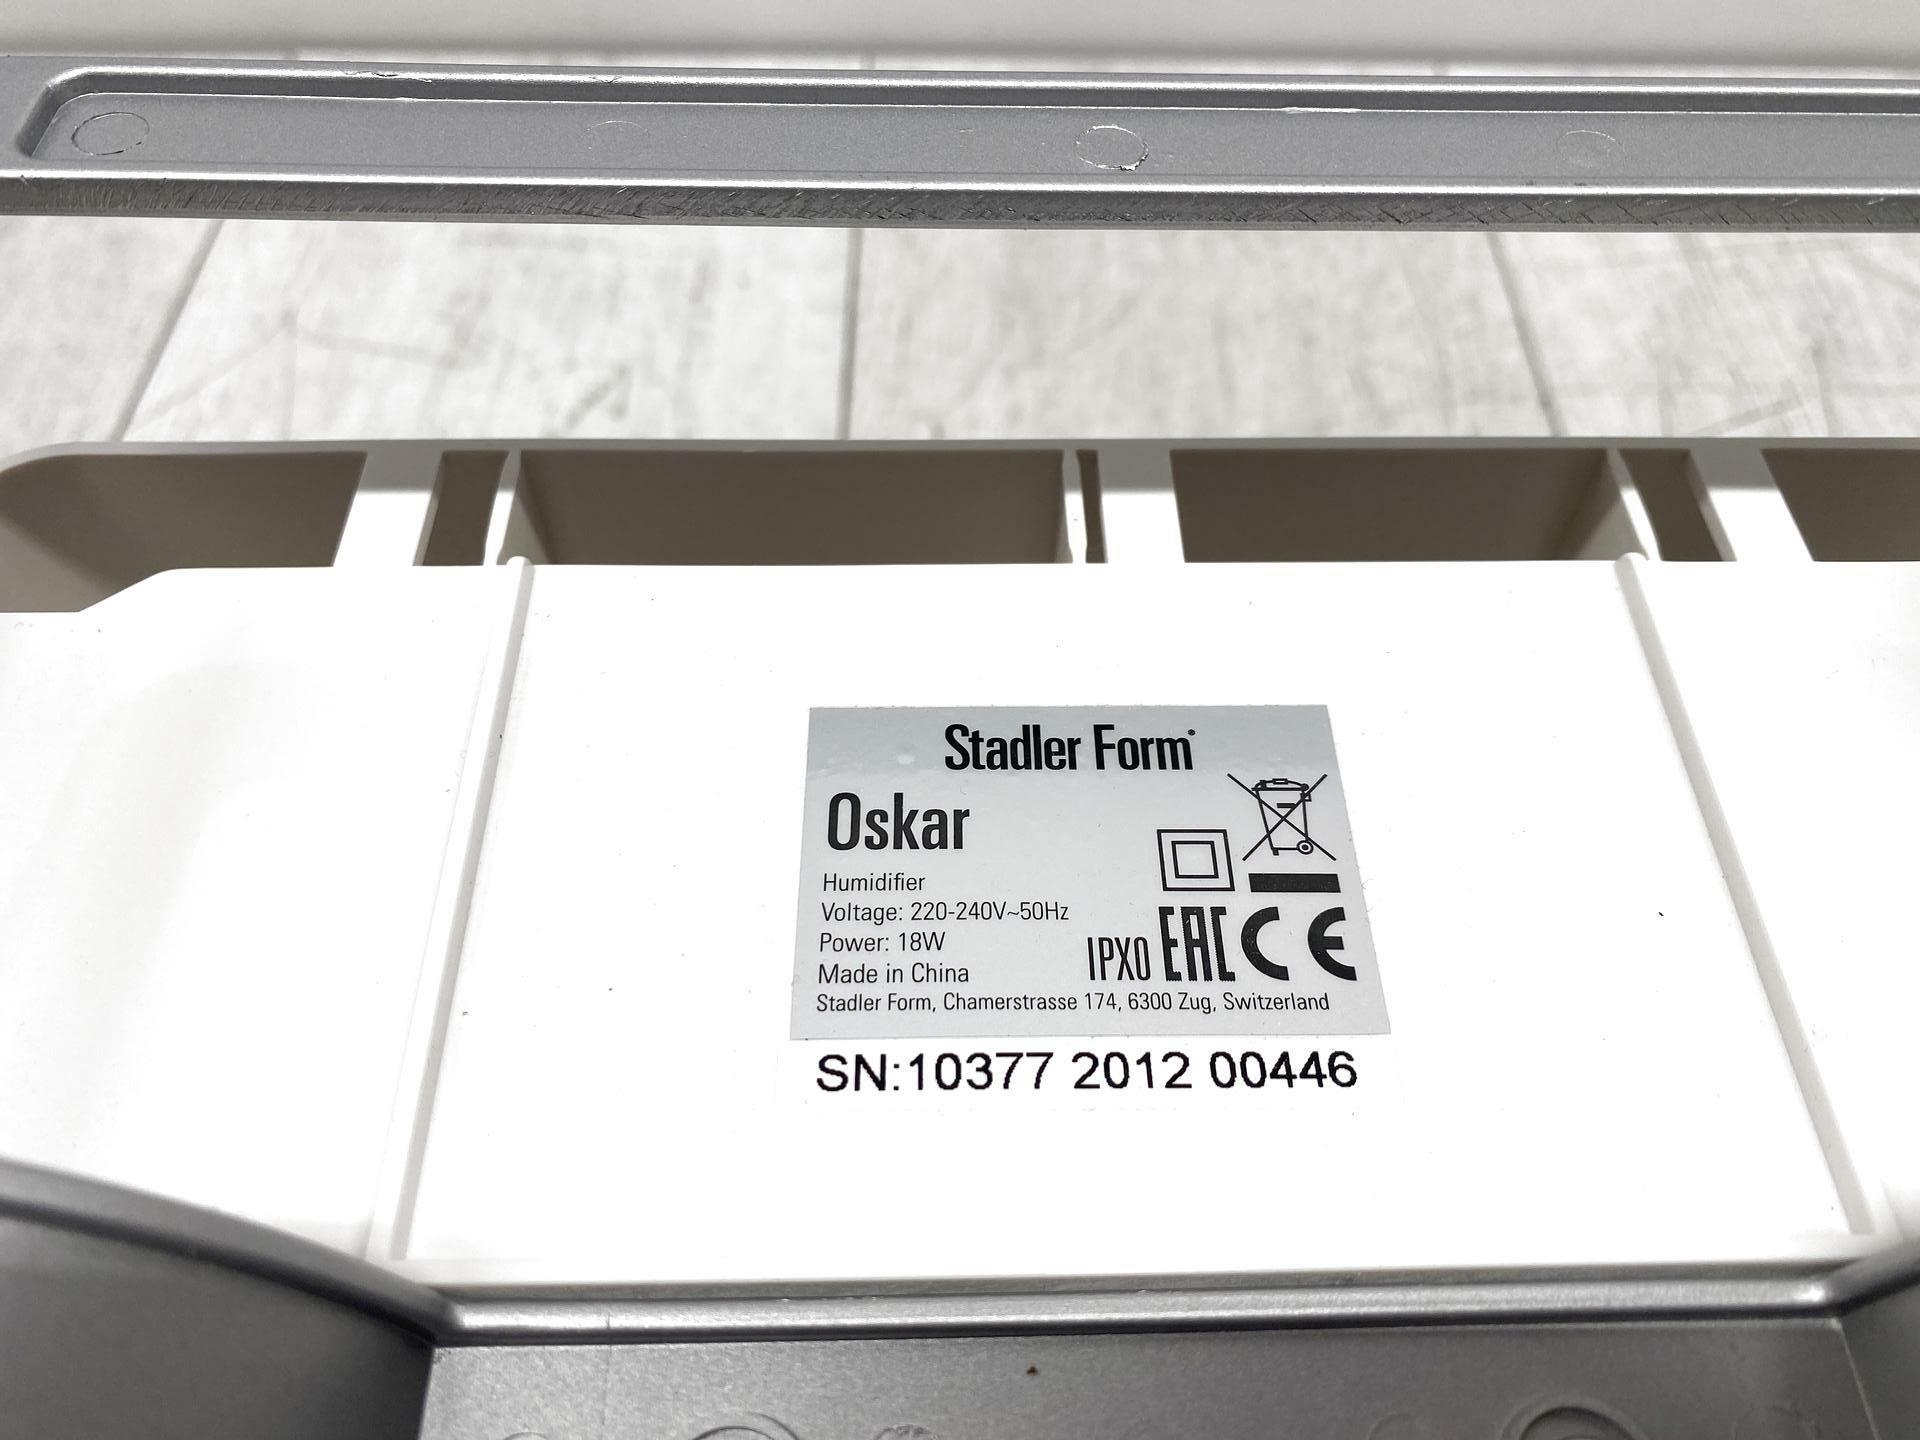 Stadler Form®
Oskar
Humidifier
Voltage: 220-240V~50Hz
Power: 18W
Made in China
IPX0 EAC CE
Stadler Form, Chamerstrasse 174, 6300 Zug, Switzerland
SN:10377 2012 00446